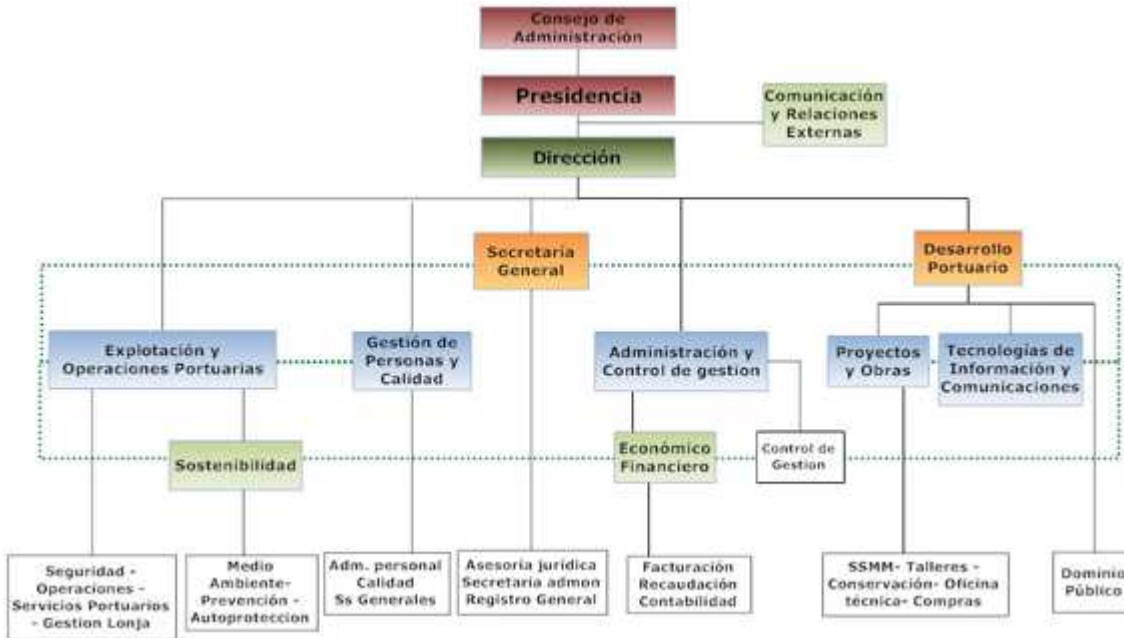 Consejo de
Administración
Presidencia
Comunicación
y Relaciones
Externas
Dirección
Secretaría
General
Desarrollo
Portuario
Explotación y
Operaciones Portuarias
Gestión de
Personas y
Calidad
Administración y
Control de gestion
Proyectos
y Obras
Tecnologías de
Información y
Comunicaciones
Sostenibilidad
Económico
Financiero
Control de
Gestion
Seguridad -
Operaciones -
Servicios Portuarios
- Gestion Lonja
Medio
Ambiente-
Prevención -
Autoproteccion
Adm. personal
Calidad
Ss Generales
Asesoría jurídica
Secretaría admon
Registro General
Facturación
Recaudación
Contabilidad
SSMM- Talleres -
Conservación- Oficina
técnica- Compras
Dominio
Público